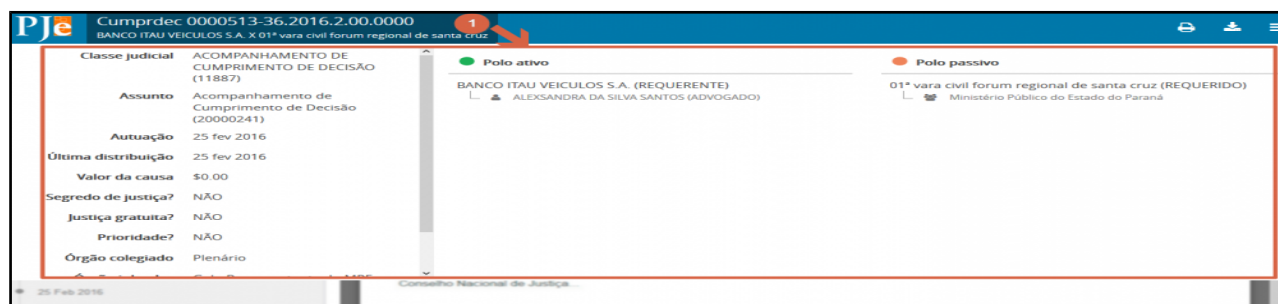 PJe
Cumprdec 0000513-36.2016.2.00.0000
BANCO ITAU VEICULOS S.A. X 01ª vara civil forum regional de santa cruz
1
Classe judicial ACOMPANHAMENTO DE
CUMPRIMENTO DE DECISÃO
(11887)
Assunto Acompanhamento de
Cumprimento de Decisão
(20000241)
Autuação 25 fev 2016
Última distribuição 25 fev 2016
Valor da causa $0.00
Segredo de justiça? NÃO
Justiça gratuita? NÃO
Prioridade? NÃO
Órgão colegiado Plenário
Polo ativo
BANCO ITAU VEICULOS S.A. (REQUERENTE)
ALEXSANDRA DA SILVA SANTOS (ADVOGADO)
Polo passivo
01ª vara civil forum regional de santa cruz (REQUERIDO)
Ministério Público do Estado do Paraná
25 Feb 2016
Conselho Nacional de Justiça...